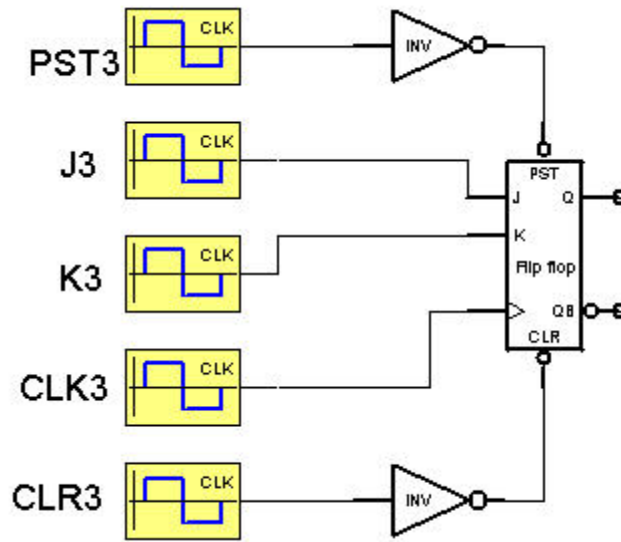 PST3
CLK
INV
J3
CLK
PST
J
Q
K3
CLK
K
Flip flop
CLK3
CLK
QB
CLR
CLR3
CLK
INV